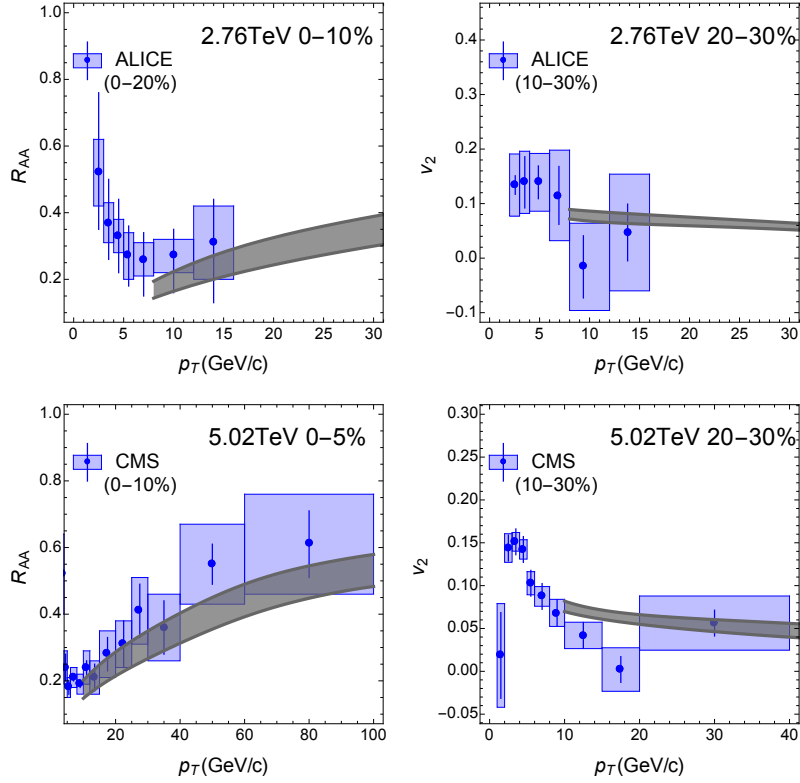 2.76TeV 0-10%
ALICE
(0-20%)
1.0
0.8
0.6
0.4
0.2
R_AA
0 5 10 15 20 25 30
p_T(GeV/c)
2.76TeV 20-30%
ALICE
(10-30%)
0.4
0.3
0.2
0.1
0.0
-0.1
v_2
0 5 10 15 20 25 30
p_T(GeV/c)
5.02TeV 0-5%
CMS
(0-10%)
1.0
0.8
0.6
0.4
0.2
R_AA
20 40 60 80 100
p_T(GeV/c)
5.02TeV 20-30%
CMS
(10-30%)
0.30
0.25
0.20
0.15
0.10
0.05
0.00
-0.05
v_2
0 10 20 30 40
p_T(GeV/c)